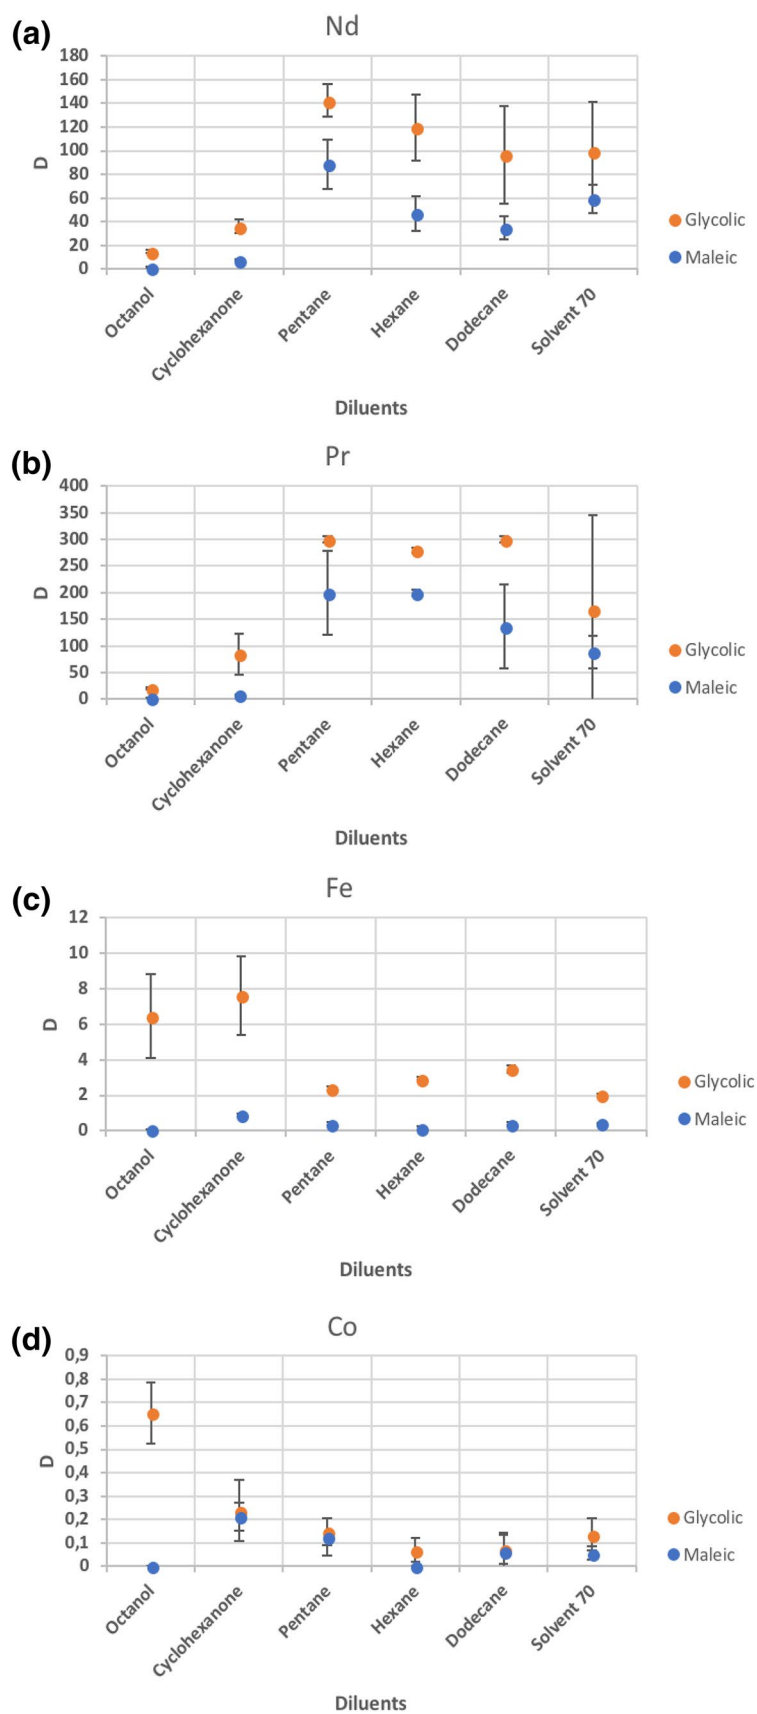 (a)
Nd
180
160
140
120
100
80
60
40
20
0
D
Octanol
Cyclohexanone
Pentane
Hexane
Dodecane
Solvent 70
Diluents
Glycolic
Maleic
(b)
Pr
400
350
300
250
200
150
100
50
0
D
Octanol
Cyclohexanone
Pentane
Hexane
Dodecane
Solvent 70
Diluents
Glycolic
Maleic
(c)
Fe
12
10
8
6
4
2
0
D
Octanol
Cyclohexanone
Pentane
Hexane
Dodecane
Solvent 70
Diluents
Glycolic
Maleic
(d)
Co
0,9
0,8
0,7
0,6
0,5
0,4
0,3
0,2
0,1
0
D
Octanol
Cyclohexanone
Pentane
Hexane
Dodecane
Solvent 70
Diluents
Glycolic
Maleic